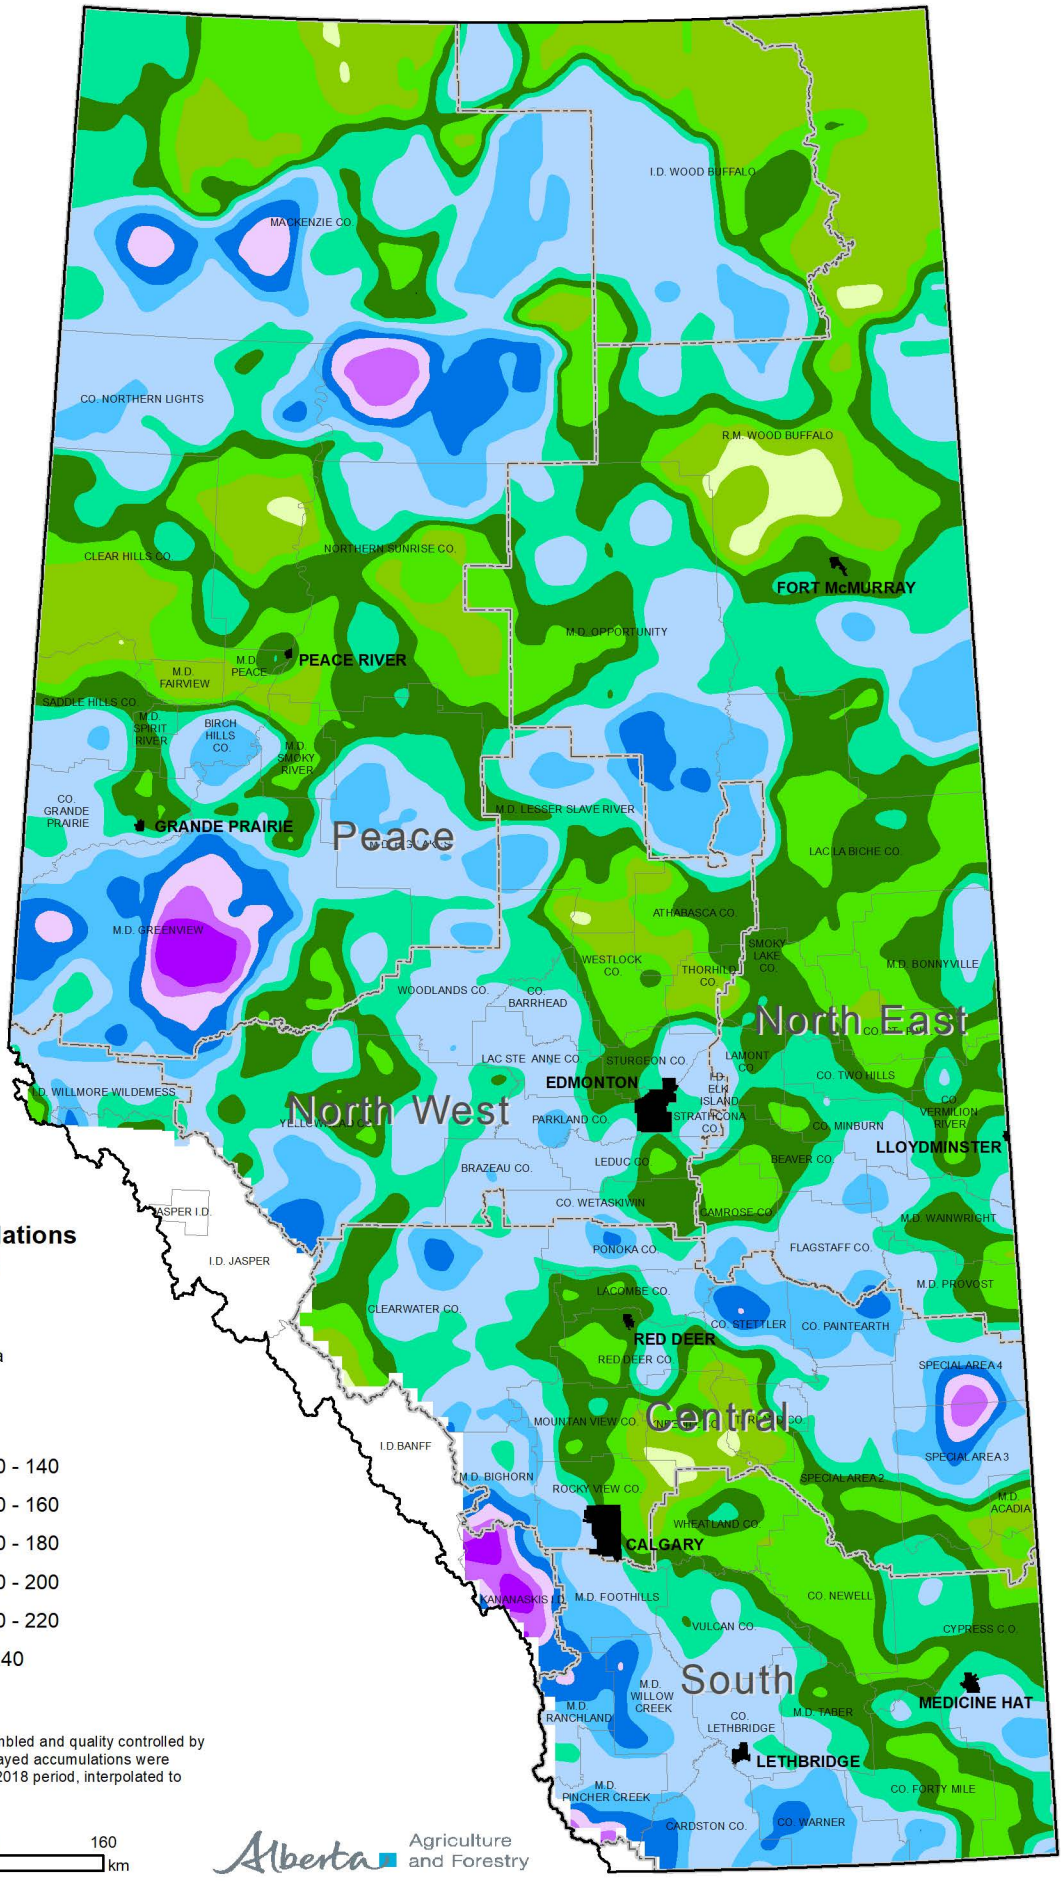 I.D. WOOD BUFFALO
MACKENZIE CO.
CO. NORTHERN LIGHTS
R.M. WOOD BUFFALO
CLEAR HILLS CO.
NORTHERN SUNRISE CO.
FORT McMURRAY
M.D. OPPORTUNITY
PEACE RIVER
M.D.
PEACE
M.D.
FAIRVIEW
SADDLE HILLS CO.
M.D.
SPIRIT
RIVER
BIRCH
HILLS
CO.
M.D.
SMOKY
RIVER
CO.
GRANDE
PRAIRIE
GRANDE PRAIRIE
M.D. LESSER SLAVE RIVER
Peace
LAC LA BICHE CO.
ATHABASCA CO.
M.D. GREENVIEW
SMOKY
LAKE
CO.
WESTLOCK
CO.
THORHILD
CO.
M.D. BONNYVILLE
WOODLANDS CO.
CO.
BARRHEAD
North East
LAC STE ANNE CO.
STURGEON CO.
LAMONT
CO.
CO. TWO HILLS
EDMONTON
I.D.
ELK
ISLAND
I.D. WILLMORE WILDEMESS
North West
PARKLAND CO.
STRATHCONA
CO.
CO.
VERMILION
RIVER
CO. MINBURN
LLOYDMINSTER
BRAZEAU CO.
LEDUC CO.
BEAVER CO.
CO. WETASKIWIN
CAMROSE CO.
M.D. WAINWRIGHT
JASPER I.D.
lations
I.D. JASPER
PONOKA CO.
FLAGSTAFF CO.
M.D. PROVOST
LACOMBE CO.
CLEARWATER CO.
CO. STETTLER
CO. PAINTEARTH
RED DEER
RED DEER CO.
SPECIAL AREA 4
a
MOUNTAN VIEW CO.
Central
I.D.BANFF
SPECIAL AREA 3
0 - 140
M.D. BIGHORN
SPECIAL AREA 2
ROCKY VIEW CO.
M.D.
ACADIA
0 - 160
WHEATLAND CO.
0 - 180
CALGARY
0 - 200
KANANASKIS I.D.
M.D. FOOTHILLS
CO. NEWELL
0 - 220
VULCAN CO.
CYPRESS C.O.
40
South
M.D.
WILLOW
CREEK
MEDICINE HAT
M.D.
RANCHLAND
CO.
LETHBRIDGE
M.D. TABER
LETHBRIDGE
mbled and quality controlled by
ayed accumulations were
2018 period, interpolated to
M.D.
PINCHER CREEK
CO. FORTY MILE
CARDSTON CO.
CO. WARNER
160
km
Alberta
Agriculture
and Forestry